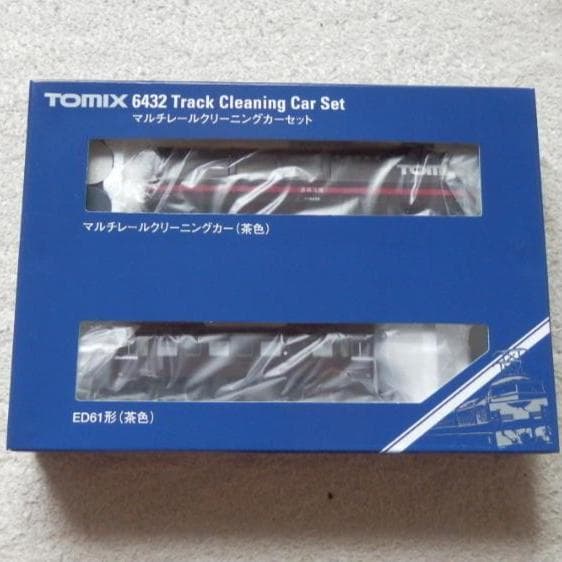 TOMIX 6432 Track Cleaning Car Set
マルチレールクリーニングカーセット
TOMIX
マルチレールクリーニングカー(茶色)
ED61形(茶色)